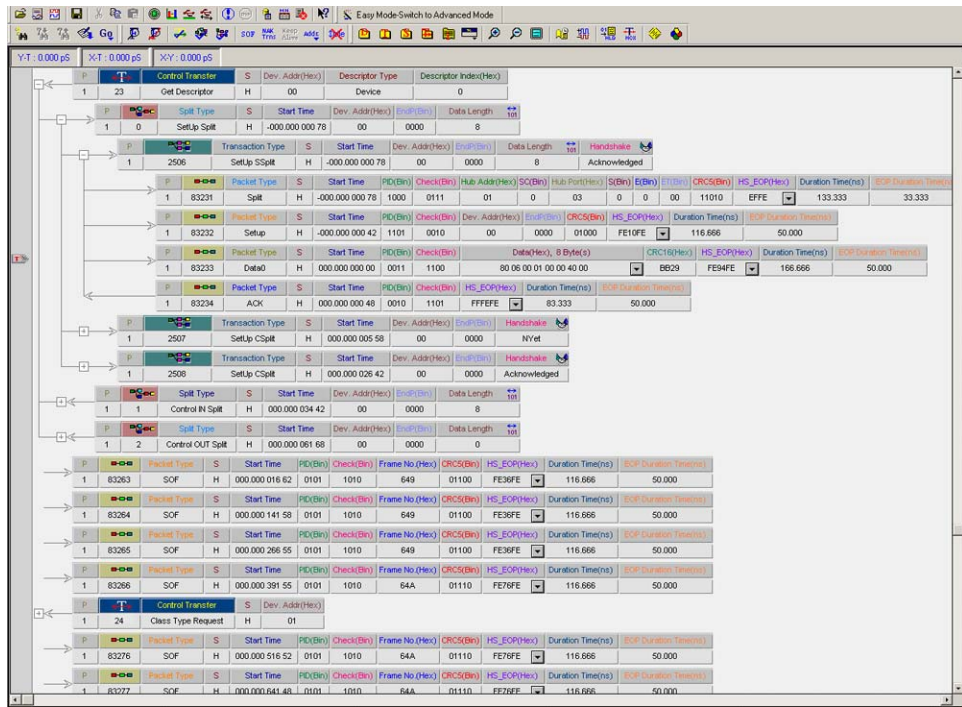 Easy Mode-Switch to Advanced Mode
SOF NAK Trns Keep Alive Addr
Y-T : 0.000 pS X-T : 0.000 pS X-Y : 0.000 pS
P Control Transfer S Dev. Addr(Hex) Descriptor Type Descriptor Index(Hex)
1 23 Get Descriptor H 00 Device 0
P Split Type S Start Time Dev. Addr(Hex) EndP(Bin) Data Length
1 0 SetUp Split H -000.000 000 78 00 0000 8
P Transaction Type S Start Time Dev. Addr(Hex) EndP(Bin) Data Length Handshake
1 2506 SetUp SSplit H -000.000 000 78 00 0000 8 Acknowledged
P Packet Type S Start Time PID(Bin) Check(Bin) Hub Addr(Hex) SC(Bin) Hub Port(Hex) S(Bin) E(Bin) ET(Bin) CRC5(Bin) HS_EOP(Hex) Duration Time(ns) EOP Duration Time(ns)
1 83231 Split H -000.000 000 78 1000 0111 01 0 03 0 0 00 11010 EFFE 133.333 33.333
P Packet Type S Start Time PID(Bin) Check(Bin) Dev. Addr(Hex) EndP(Bin) CRC5(Bin) HS_EOP(Hex) Duration Time(ns) EOP Duration Time(ns)
1 83232 Setup H -000.000 000 42 1101 0010 00 0000 01000 FE10FE 116.666 50.000
P Packet Type S Start Time PID(Bin) Check(Bin) Data(Hex), 8 Byte(s) CRC16(Hex) HS_EOP(Hex) Duration Time(ns) EOP Duration Time(ns)
1 83233 Data0 H 000.000 000 00 0011 1100 80 06 00 01 00 00 40 00 BB29 FE94FE 166.666 50.000
P Packet Type S Start Time PID(Bin) Check(Bin) HS_EOP(Hex) Duration Time(ns) EOP Duration Time(ns)
1 83234 ACK H 000.000 000 48 0010 1101 FFFEFE 83.333 50.000
P Transaction Type S Start Time Dev. Addr(Hex) EndP(Bin) Handshake
1 2507 SetUp CSplit H 000.000 005 58 00 0000 NYet
P Transaction Type S Start Time Dev. Addr(Hex) EndP(Bin) Handshake
1 2508 SetUp CSplit H 000.000 026 42 00 0000 Acknowledged
P Split Type S Start Time Dev. Addr(Hex) EndP(Bin) Data Length
1 1 Control IN Split H 000.000 034 42 00 0000 8
P Split Type S Start Time Dev. Addr(Hex) EndP(Bin) Data Length
1 2 Control OUT Split H 000.000 061 68 00 0000 0
P Packet Type S Start Time PID(Bin) Check(Bin) Frame No.(Hex) CRC5(Bin) HS_EOP(Hex) Duration Time(ns) EOP Duration Time(ns)
1 83263 SOF H 000.000 016 62 0101 1010 649 01100 FE36FE 116.666 50.000
P Packet Type S Start Time PID(Bin) Check(Bin) Frame No.(Hex) CRC5(Bin) HS_EOP(Hex) Duration Time(ns) EOP Duration Time(ns)
1 83264 SOF H 000.000 141 58 0101 1010 649 01100 FE36FE 116.666 50.000
P Packet Type S Start Time PID(Bin) Check(Bin) Frame No.(Hex) CRC5(Bin) HS_EOP(Hex) Duration Time(ns) EOP Duration Time(ns)
1 83265 SOF H 000.000 266 55 0101 1010 649 01100 FE36FE 116.666 50.000
P Packet Type S Start Time PID(Bin) Check(Bin) Frame No.(Hex) CRC5(Bin) HS_EOP(Hex) Duration Time(ns) EOP Duration Time(ns)
1 83266 SOF H 000.000 391 55 0101 1010 64A 01110 FE76FE 116.666 50.000
P Control Transfer S Dev. Addr(Hex)
1 24 Class Type Request H 01
P Packet Type S Start Time PID(Bin) Check(Bin) Frame No.(Hex) CRC5(Bin) HS_EOP(Hex) Duration Time(ns) EOP Duration Time(ns)
1 83276 SOF H 000.000 516 52 0101 1010 64A 01110 FE76FE 116.666 50.000
P Packet Type S Start Time PID(Bin) Check(Bin) Frame No.(Hex) CRC5(Bin) HS_EOP(Hex) Duration Time(ns) EOP Duration Time(ns)
1 83277 SOF H 000.000 641 48 0101 1010 64A 01110 FE76FE 116.666 50.000